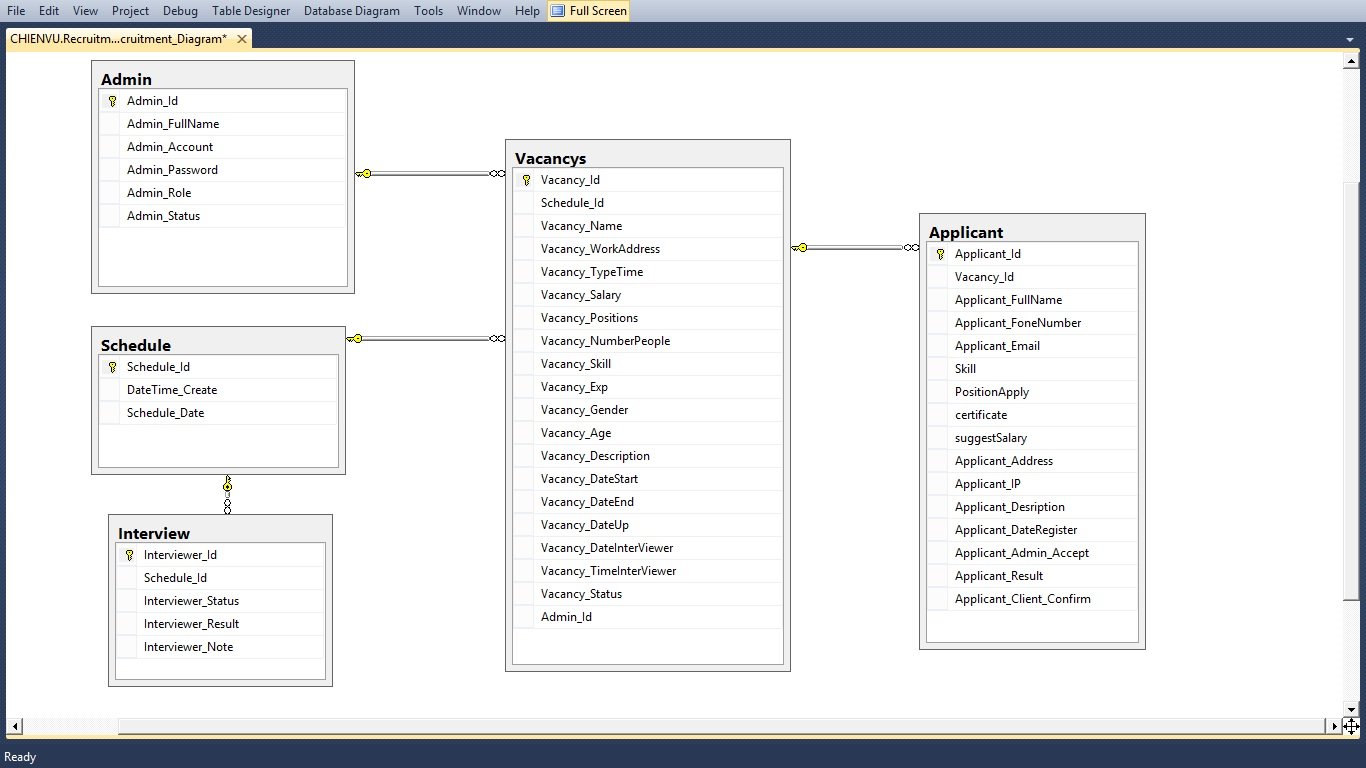 File Edit View Project Debug Table Designer Database Diagram Tools Window Help Full Screen
CHIENVU.Recruitm...cruitment_Diagram*
Admin
Admin_Id
Admin_FullName
Admin_Account
Admin_Password
Admin_Role
Admin_Status
Schedule
Schedule_Id
DateTime_Create
Schedule_Date
Interview
Interviewer_Id
Schedule_Id
Interviewer_Status
Interviewer_Result
Interviewer_Note
Vacancys
Vacancy_Id
Schedule_Id
Vacancy_Name
Vacancy_WorkAddress
Vacancy_TypeTime
Vacancy_Salary
Vacancy_Positions
Vacancy_NumberPeople
Vacancy_Skill
Vacancy_Exp
Vacancy_Gender
Vacancy_Age
Vacancy_Description
Vacancy_DateStart
Vacancy_DateEnd
Vacancy_DateUp
Vacancy_DateInterViewer
Vacancy_TimeInterViewer
Vacancy_Status
Admin_Id
Applicant
Applicant_Id
Vacancy_Id
Applicant_FullName
Applicant_FoneNumber
Applicant_Email
Skill
PositionApply
certificate
suggestSalary
Applicant_Address
Applicant_IP
Applicant_Desription
Applicant_DateRegister
Applicant_Admin_Accept
Applicant_Result
Applicant_Client_Confirm
Ready